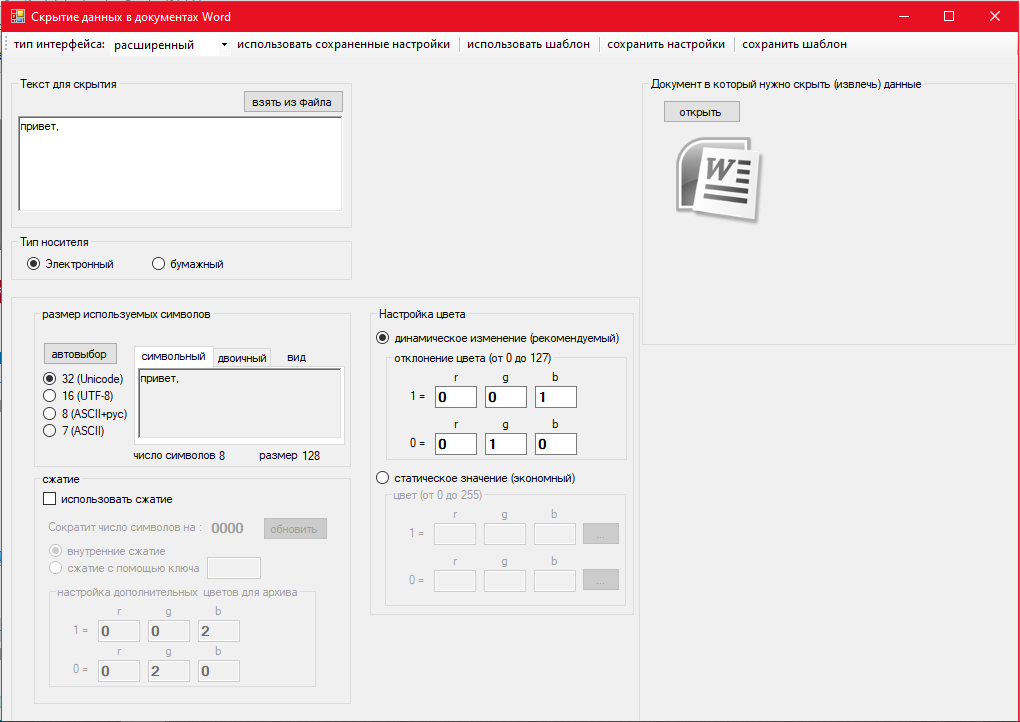 Скрытие данных в документах Word
тип интерфейса: расширенный использовать сохраненные настройки использовать шаблон сохранить настройки сохранить шаблон
Текст для скрытия
взять из файла
привет,
Тип носителя
Электронный бумажный
Документ в который нужно скрыть (извлечь) данные
открыть
W
размер используемых символов
автовыбор
32 (Unicode)
16 (UTF-8)
8 (ASCII+рус)
7 (ASCII)
символьный двоичный вид
привет,
число символов 8 размер 128
сжатие
использовать сжатие
Сократит число символов на : 0000 обновить
внутренние сжатие
сжатие с помощью ключа
настройка дополнительных цветов для архива
r g b
1 = 0 0 2
r g b
0 = 0 2 0
Настройка цвета
динамическое изменение (рекомендуемый)
отклонение цвета (от 0 до 127)
r g b
1 = 0 0 1
r g b
0 = 0 1 0
статическое значение (экономный)
цвет (от 0 до 255)
r g b
1 = ...
r g b
0 = ...